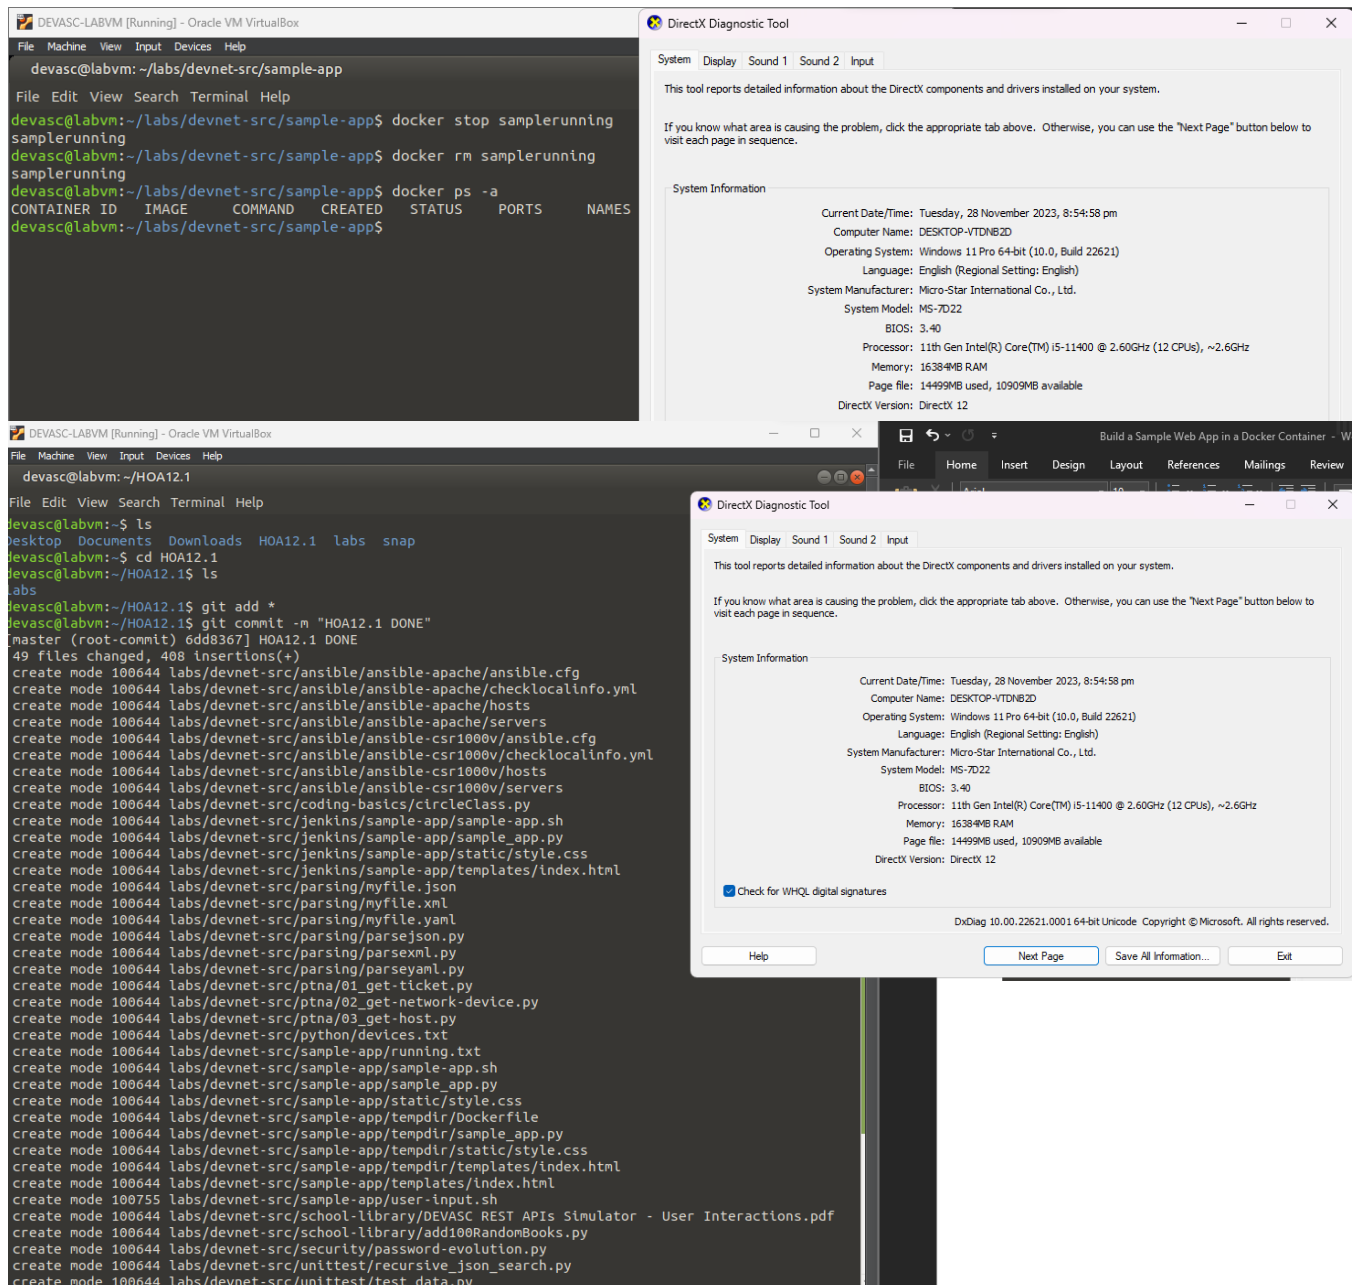 DEVASC-LABVM [Running] - Oracle VM VirtualBox
File Machine View Input Devices Help
devasc@labvm: ~/labs/devnet-src/sample-app
File Edit View Search Terminal Help
devasc@labvm:~/labs/devnet-src/sample-app$ docker stop samplerunning
samplerunning
devasc@labvm:~/labs/devnet-src/sample-app$ docker rm samplerunning
samplerunning
devasc@labvm:~/labs/devnet-src/sample-app$ docker ps -a
CONTAINER ID IMAGE COMMAND CREATED STATUS PORTS NAMES
devasc@labvm:~/labs/devnet-src/sample-app$
DirectX Diagnostic Tool
System Display Sound 1 Sound 2 Input
This tool reports detailed information about the DirectX components and drivers installed on your system.
If you know what area is causing the problem, click the appropriate tab above. Otherwise, you can use the "Next Page" button below to
visit each page in sequence.
System Information
Current Date/Time: Tuesday, 28 November 2023, 8:54:58 pm
Computer Name: DESKTOP-VTDNB2D
Operating System: Windows 11 Pro 64-bit (10.0, Build 22621)
Language: English (Regional Setting: English)
System Manufacturer: Micro-Star International Co., Ltd.
System Model: MS-7D22
BIOS: 3.40
Processor: 11th Gen Intel(R) Core(TM) i5-11400 @ 2.60GHz (12 CPUs), ~2.6GHz
Memory: 16384MB RAM
Page file: 14499MB used, 10909MB available
DirectX Version: DirectX 12
DEVASC-LABVM [Running] - Oracle VM VirtualBox
File Machine View Input Devices Help
devasc@labvm: ~/HOA12.1
File Edit View Search Terminal Help
devasc@labvm:~$ ls
Desktop Documents Downloads HOA12.1 labs snap
devasc@labvm:~$ cd HOA12.1
devasc@labvm:~/HOA12.1$ ls
labs
devasc@labvm:~/HOA12.1$ git add *
devasc@labvm:~/HOA12.1$ git commit -m "HOA12.1 DONE"
[master (root-commit) 6dd8367] HOA12.1 DONE
49 files changed, 408 insertions(+)
create mode 100644 labs/devnet-src/ansible/ansible-apache/ansible.cfg
create mode 100644 labs/devnet-src/ansible/ansible-apache/checklocalinfo.yml
create mode 100644 labs/devnet-src/ansible/ansible-apache/hosts
create mode 100644 labs/devnet-src/ansible/ansible-apache/servers
create mode 100644 labs/devnet-src/ansible/ansible-csr1000v/ansible.cfg
create mode 100644 labs/devnet-src/ansible/ansible-csr1000v/checklocalinfo.yml
create mode 100644 labs/devnet-src/ansible/ansible-csr1000v/hosts
create mode 100644 labs/devnet-src/ansible/ansible-csr1000v/servers
create mode 100644 labs/devnet-src/coding-basics/circleClass.py
create mode 100644 labs/devnet-src/jenkins/sample-app/sample-app.sh
create mode 100644 labs/devnet-src/jenkins/sample-app/sample_app.py
create mode 100644 labs/devnet-src/jenkins/sample-app/static/style.css
create mode 100644 labs/devnet-src/jenkins/sample-app/templates/index.html
create mode 100644 labs/devnet-src/parsing/myfile.json
create mode 100644 labs/devnet-src/parsing/myfile.xml
create mode 100644 labs/devnet-src/parsing/myfile.yaml
create mode 100644 labs/devnet-src/parsing/parsejson.py
create mode 100644 labs/devnet-src/parsing/parsexml.py
create mode 100644 labs/devnet-src/parsing/parseyaml.py
create mode 100644 labs/devnet-src/ptna/01_get-ticket.py
create mode 100644 labs/devnet-src/ptna/02_get-network-device.py
create mode 100644 labs/devnet-src/ptna/03_get-host.py
create mode 100644 labs/devnet-src/python/devices.txt
create mode 100644 labs/devnet-src/sample-app/running.txt
create mode 100644 labs/devnet-src/sample-app/sample-app.sh
create mode 100644 labs/devnet-src/sample-app/sample_app.py
create mode 100644 labs/devnet-src/sample-app/static/style.css
create mode 100644 labs/devnet-src/sample-app/tempdir/Dockerfile
create mode 100644 labs/devnet-src/sample-app/tempdir/sample_app.py
create mode 100644 labs/devnet-src/sample-app/tempdir/static/style.css
create mode 100644 labs/devnet-src/sample-app/tempdir/templates/index.html
create mode 100644 labs/devnet-src/sample-app/templates/index.html
create mode 100755 labs/devnet-src/sample-app/user-input.sh
create mode 100644 labs/devnet-src/school-library/DEVASC REST APIs Simulator - User Interactions.pdf
create mode 100644 labs/devnet-src/school-library/add100RandomBooks.py
create mode 100644 labs/devnet-src/security/password-evolution.py
create mode 100644 labs/devnet-src/unittest/recursive_json_search.py
create mode 100644 labs/devnet-src/unittest/test_data.py
Build a Sample Web App in a Docker Container - W
File Home Insert Design Layout References Mailings Review
DirectX Diagnostic Tool
System Display Sound 1 Sound 2 Input
This tool reports detailed information about the DirectX components and drivers installed on your system.
If you know what area is causing the problem, click the appropriate tab above. Otherwise, you can use the "Next Page" button below to
visit each page in sequence.
System Information
Current Date/Time: Tuesday, 28 November 2023, 8:54:58 pm
Computer Name: DESKTOP-VTDNB2D
Operating System: Windows 11 Pro 64-bit (10.0, Build 22621)
Language: English (Regional Setting: English)
System Manufacturer: Micro-Star International Co., Ltd.
System Model: MS-7D22
BIOS: 3.40
Processor: 11th Gen Intel(R) Core(TM) i5-11400 @ 2.60GHz (12 CPUs), ~2.6GHz
Memory: 16384MB RAM
Page file: 14499MB used, 10909MB available
DirectX Version: DirectX 12
Check for WHQL digital signatures
DxDiag 10.00.22621.0001 64-bit Unicode Copyright © Microsoft. All rights reserved.
Help Next Page Save All Information... Exit